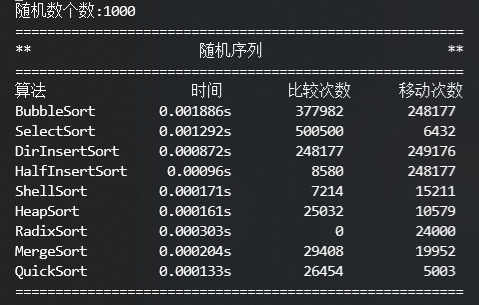 随机数个数:1000
========================================================
** 随机序列 **
========================================================
算法 时间 比较次数 移动次数
BubbleSort 0.001886s 377982 248177
SelectSort 0.001292s 500500 6432
DirInsertSort 0.000872s 248177 249176
HalfInsertSort 0.00096s 8580 248177
ShellSort 0.000171s 7214 15211
HeapSort 0.000161s 25032 10579
RadixSort 0.000303s 0 24000
MergeSort 0.000204s 29408 19952
QuickSort 0.000133s 26454 5003
========================================================